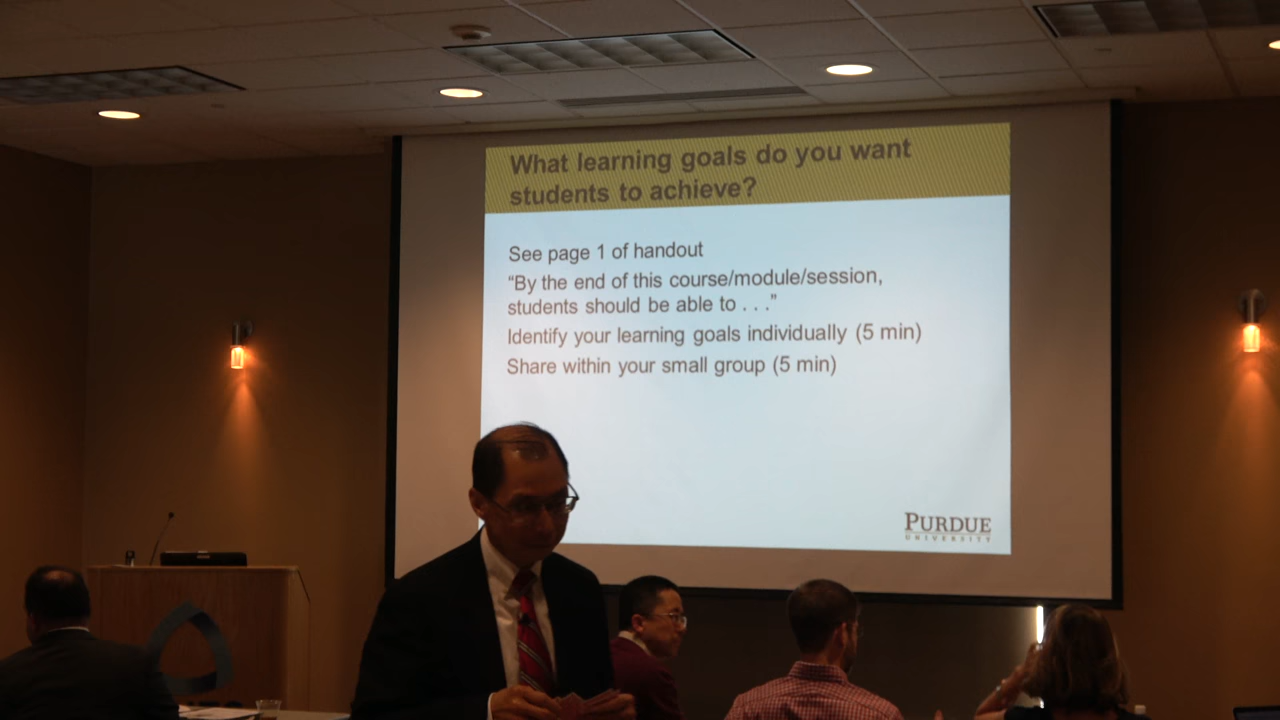 What learning goals do you want
students to achieve?
See page 1 of handout
“By the end of this course/module/session,
students should be able to . . .”
Identify your learning goals individually (5 min)
Share within your small group (5 min)
PURDUE
UNIVERSITY